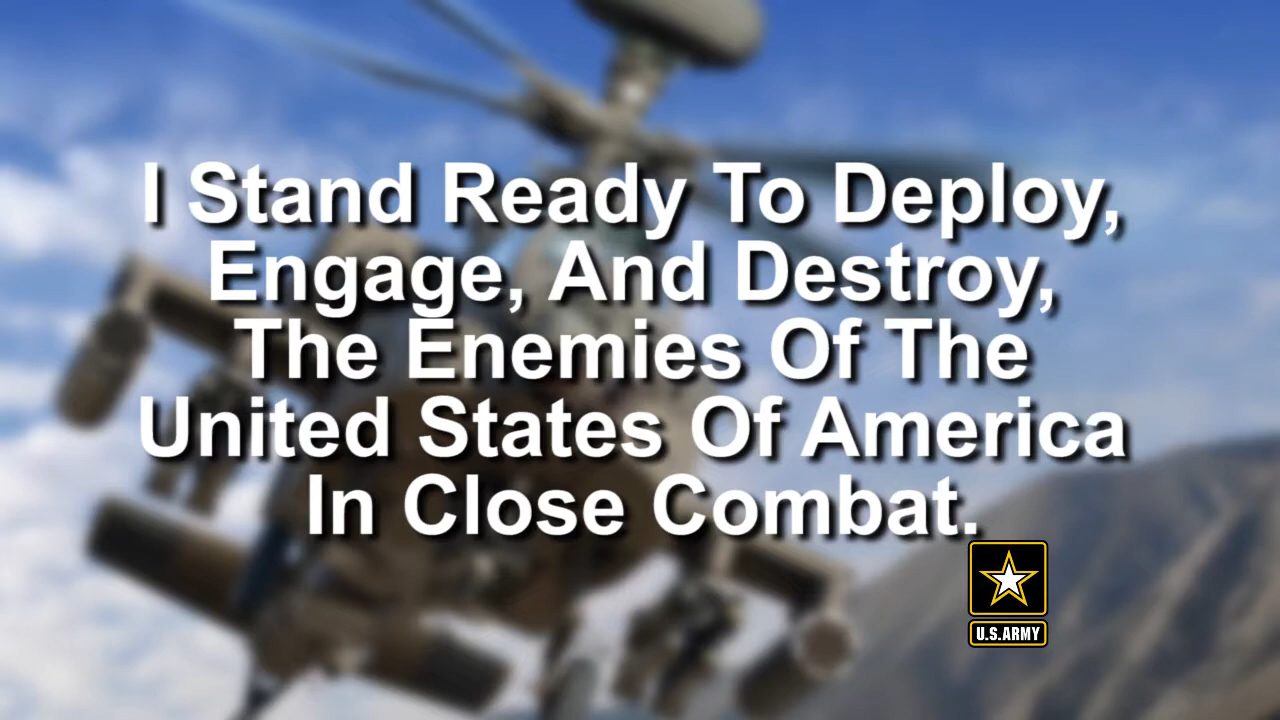 I Stand Ready To Deploy,
Engage, And Destroy,
The Enemies Of The
United States Of America
In Close Combat.
U.S.ARMY